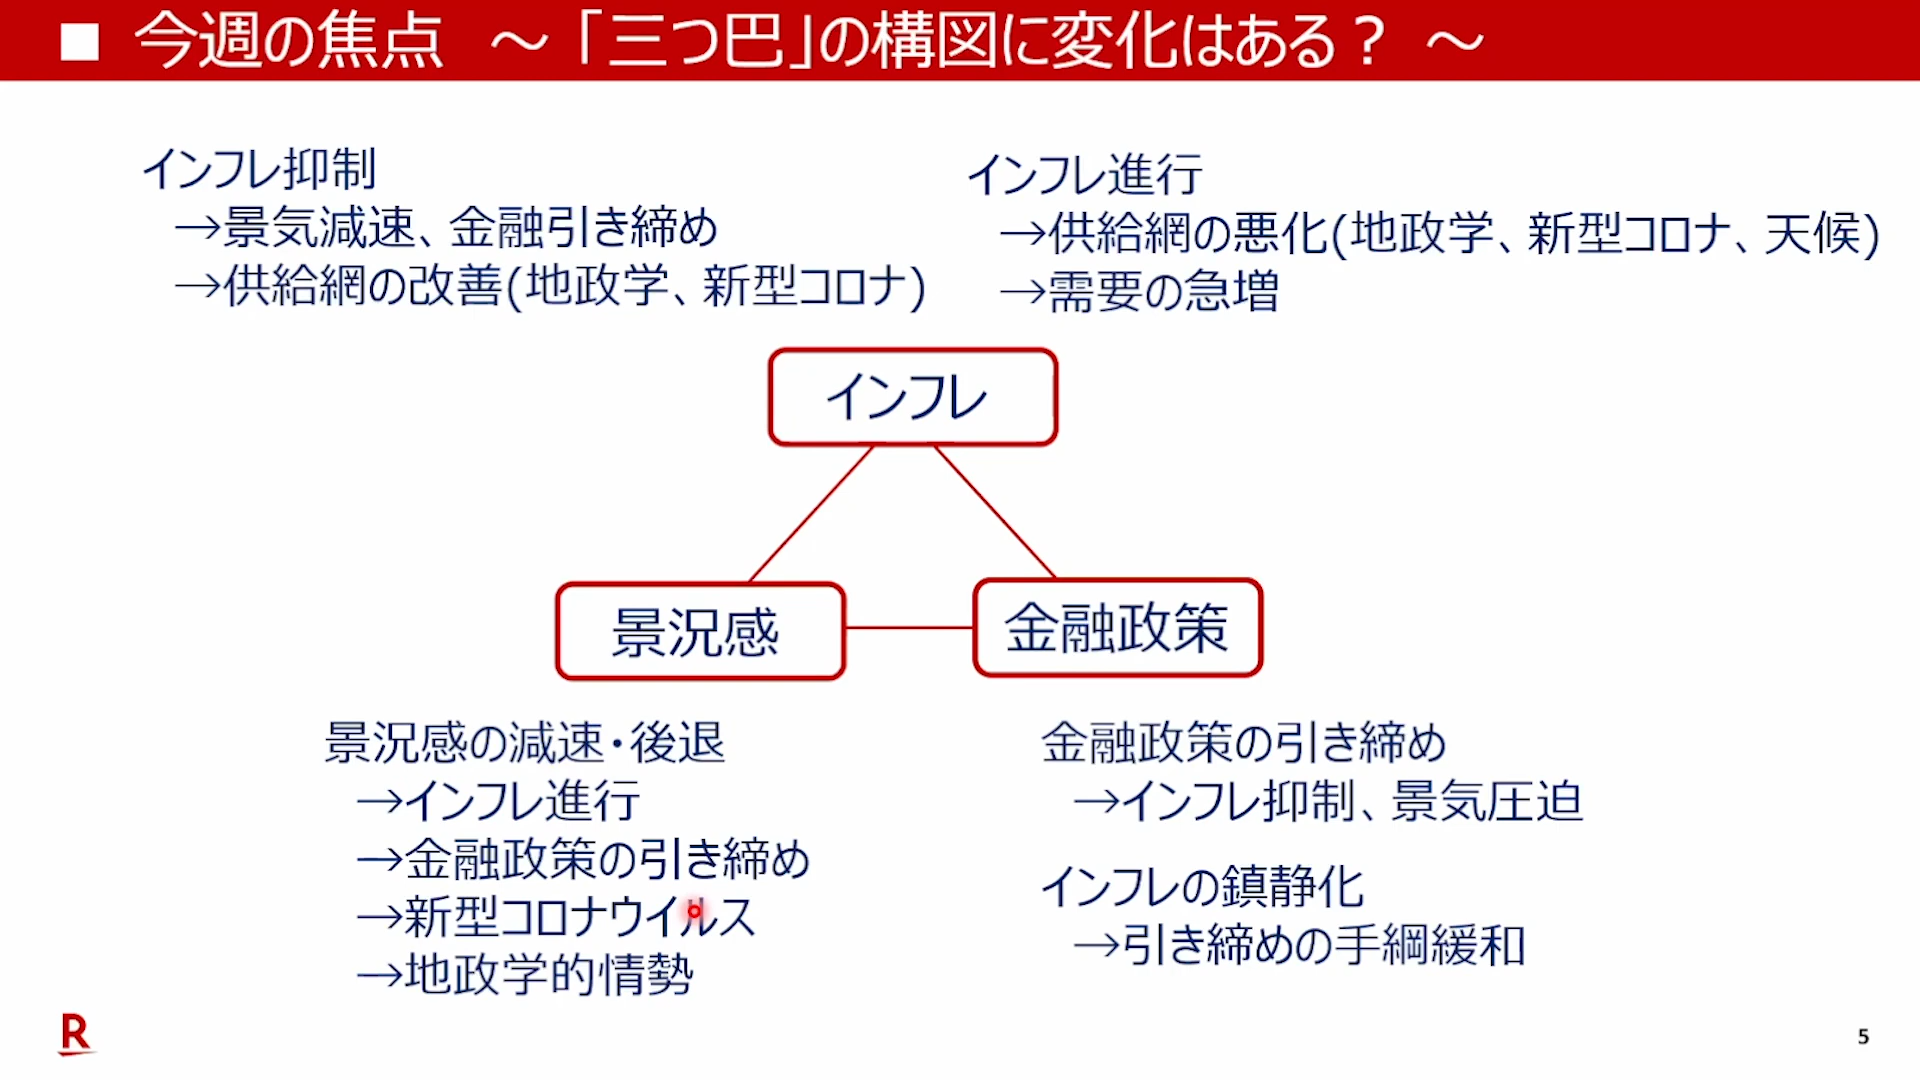 ■ 今週の焦点 ～「三つ巴」の構図に変化はある？ ～
インフレ抑制
→景気減速、金融引き締め
→供給網の改善(地政学、新型コロナ)
インフレ進行
→供給網の悪化(地政学、新型コロナ、天候)
→需要の急増
インフレ
景況感
金融政策
景況感の減速・後退
→インフレ進行
→金融政策の引き締め
→新型コロナウイルス
→地政学的情勢
金融政策の引き締め
→インフレ抑制、景気圧迫
インフレの鎮静化
→引き締めの手綱緩和
R
5